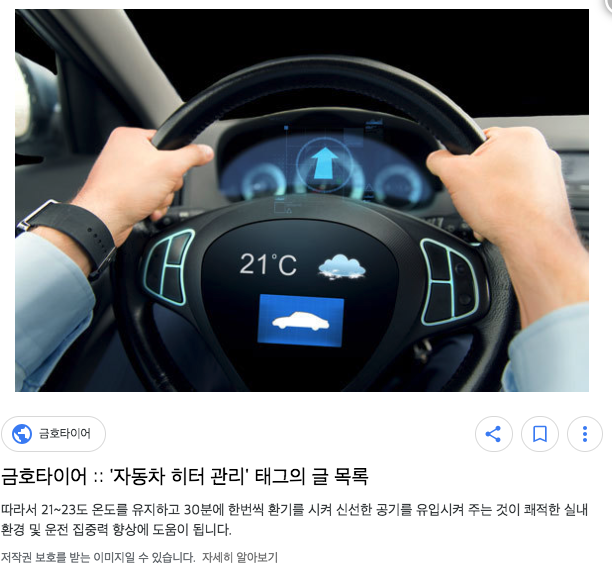 21°C
금호타이어
금호타이어 :: '자동차 히터 관리' 태그의 글 목록
따라서 21~23도 온도를 유지하고 30분에 한번씩 환기를 시켜 신선한 공기를 유입시켜 주는 것이 쾌적한 실내
환경 및 운전 집중력 향상에 도움이 됩니다.
저작권 보호를 받는 이미지일 수 있습니다. 자세히 알아보기